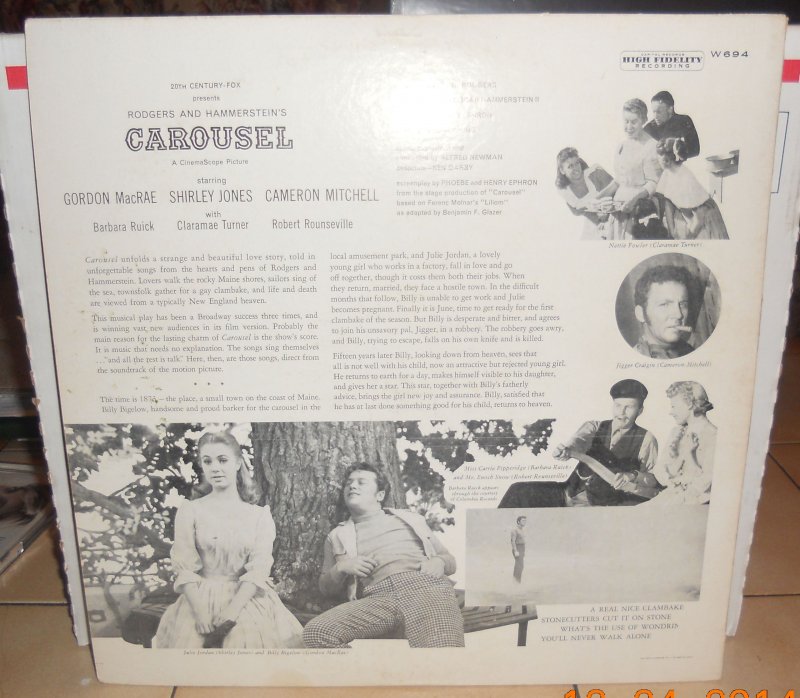 CAPITOL RECORDS
HIGH FIDELITY
RECORDING
W694
20TH CENTURY-FOX
presents
RODGERS AND HAMMERSTEIN'S
CAROUSEL
A CinemaScope Picture
starring
GORDON MacRAE SHIRLEY JONES CAMERON MITCHELL
with
Barbara Ruick Claramae Turner Robert Rounseville
HAMMERSTEIN II
ALFRED NEWMAN
KEN DARBY
screenplay by PHOEBE and HENRY EPHRON
from the stage production of "Carousel"
based on Ferenc Molnar's "Liliom"
as adapted by Benjamin F. Glazer
Carousel unfolds a strange and beautiful love story, told in
unforgettable songs from the hearts and pens of Rodgers and
Hammerstein. Lovers walk the rocky Maine shores, sailors sing of
the sea, townsfolk gather for a gay clambake, and life and death
are viewed from a typically New England heaven.
This musical play has been a Broadway success three times, and
is winning vast new audiences in its film version. Probably the
main reason for the lasting charm of Carousel is the show's score.
It is music that needs no explanation. The songs sing themselves
..."and all the rest is talk." Here, then, are those songs, direct from
the soundtrack of the motion picture.
The time is — the place, a small town on the coast of Maine.
Billy Bigelow, handsome and proud barker for the carousel in the
local amusement park, and Julie Jordan, a lovely
young girl who works in a factory, fall in love and go
off together, though it costs them both their jobs. When
they return, married, they face a hostile town. In the difficult
months that follow, Billy is unable to get work and Julie
becomes pregnant. Finally it is June, time to get ready for the first
clambake of the season. But Billy is desperate and bitter, and agrees
to join his unsavory pal, Jigger, in a robbery. The robbery goes awry,
and Billy, trying to escape, falls on his own knife and is killed.
Fifteen years later Billy, looking down from heaven, sees that
all is not well with his child, now an attractive but rejected young girl.
He returns to earth for a day, makes himself visible to his daughter,
and gives her a star. This star, together with Billy's fatherly
advice, brings the girl new joy and assurance. Billy, satisfied that
he has at last done something good for his child, returns to heaven.
Nettie Fowler (Claramae Turner)
Jigger Craigin (Cameron Mitchell)
Miss Carrie Pipperidge (Barbara Ruick)
and Mr. Enoch Snow (Robert Rounseville)
Barbara Ruick appears
through the courtesy
of Columbia Records
Julie Jordan (Shirley Jones) and Billy Bigelow (Gordon MacRae)
A REAL NICE CLAMBAKE
STONECUTTERS CUT IT ON STONE
WHAT'S THE USE OF WOND'RIN
YOU'LL NEVER WALK ALONE